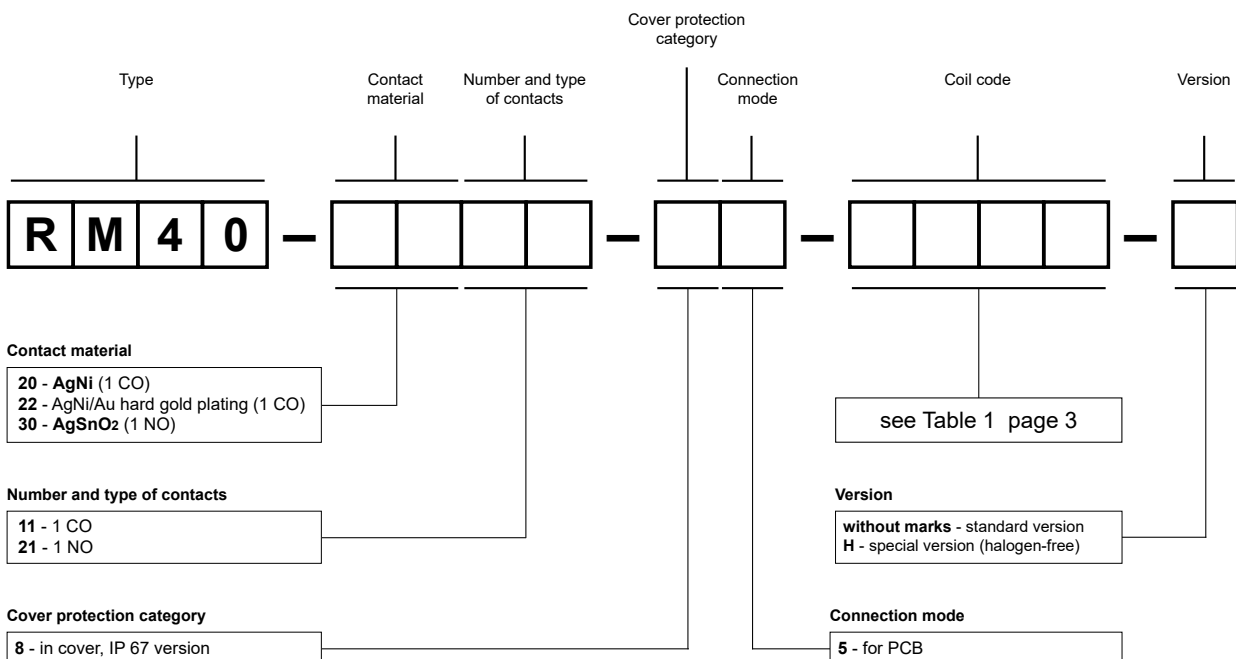 Cover protection
category
Type
Contact
material
Number and type
of contacts
Connection
mode
Coil code
Version
R M 4 0 – – – –
Contact material
20 - AgNi (1 CO)
22 - AgNi/Au hard gold plating (1 CO)
30 - AgSnO2 (1 NO)
see Table 1 page 3
Number and type of contacts
11 - 1 CO
21 - 1 NO
Version
without marks - standard version
H - special version (halogen-free)
Cover protection category
8 - in cover, IP 67 version
Connection mode
5 - for PCB